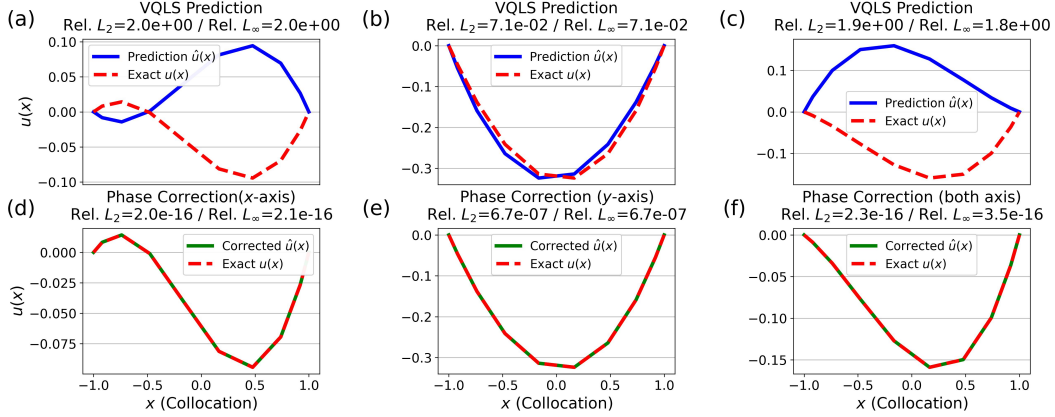 (a)
VQLS Prediction
Rel. L₂=2.0e+00 / Rel. L∞=2.0e+00
0.10
0.05
0.00
−0.05
−0.10
u(x)
Prediction û(x)
Exact u(x)
(b)
VQLS Prediction
Rel. L₂=7.1e-02 / Rel. L∞=7.1e-02
0.0
−0.1
−0.2
−0.3
Prediction û(x)
Exact u(x)
(c)
VQLS Prediction
Rel. L₂=1.9e+00 / Rel. L∞=1.8e+00
0.1
0.0
−0.1
Prediction û(x)
Exact u(x)
(d)
Phase Correction(x-axis)
Rel. L₂=2.0e-16 / Rel. L∞=2.1e-16
0.000
−0.025
−0.050
−0.075
u(x)
Corrected û(x)
Exact u(x)
−1.0 −0.5 0.0 0.5 1.0
x (Collocation)
(e)
Phase Correction (y-axis)
Rel. L₂=6.7e-07 / Rel. L∞=6.7e-07
0.0
−0.1
−0.2
−0.3
Corrected û(x)
Exact u(x)
−1.0 −0.5 0.0 0.5 1.0
x (Collocation)
(f)
Phase Correction (both axis)
Rel. L₂=2.3e-16 / Rel. L∞=3.5e-16
0.00
−0.05
−0.10
−0.15
Corrected û(x)
Exact u(x)
−1.0 −0.5 0.0 0.5 1.0
x (Collocation)